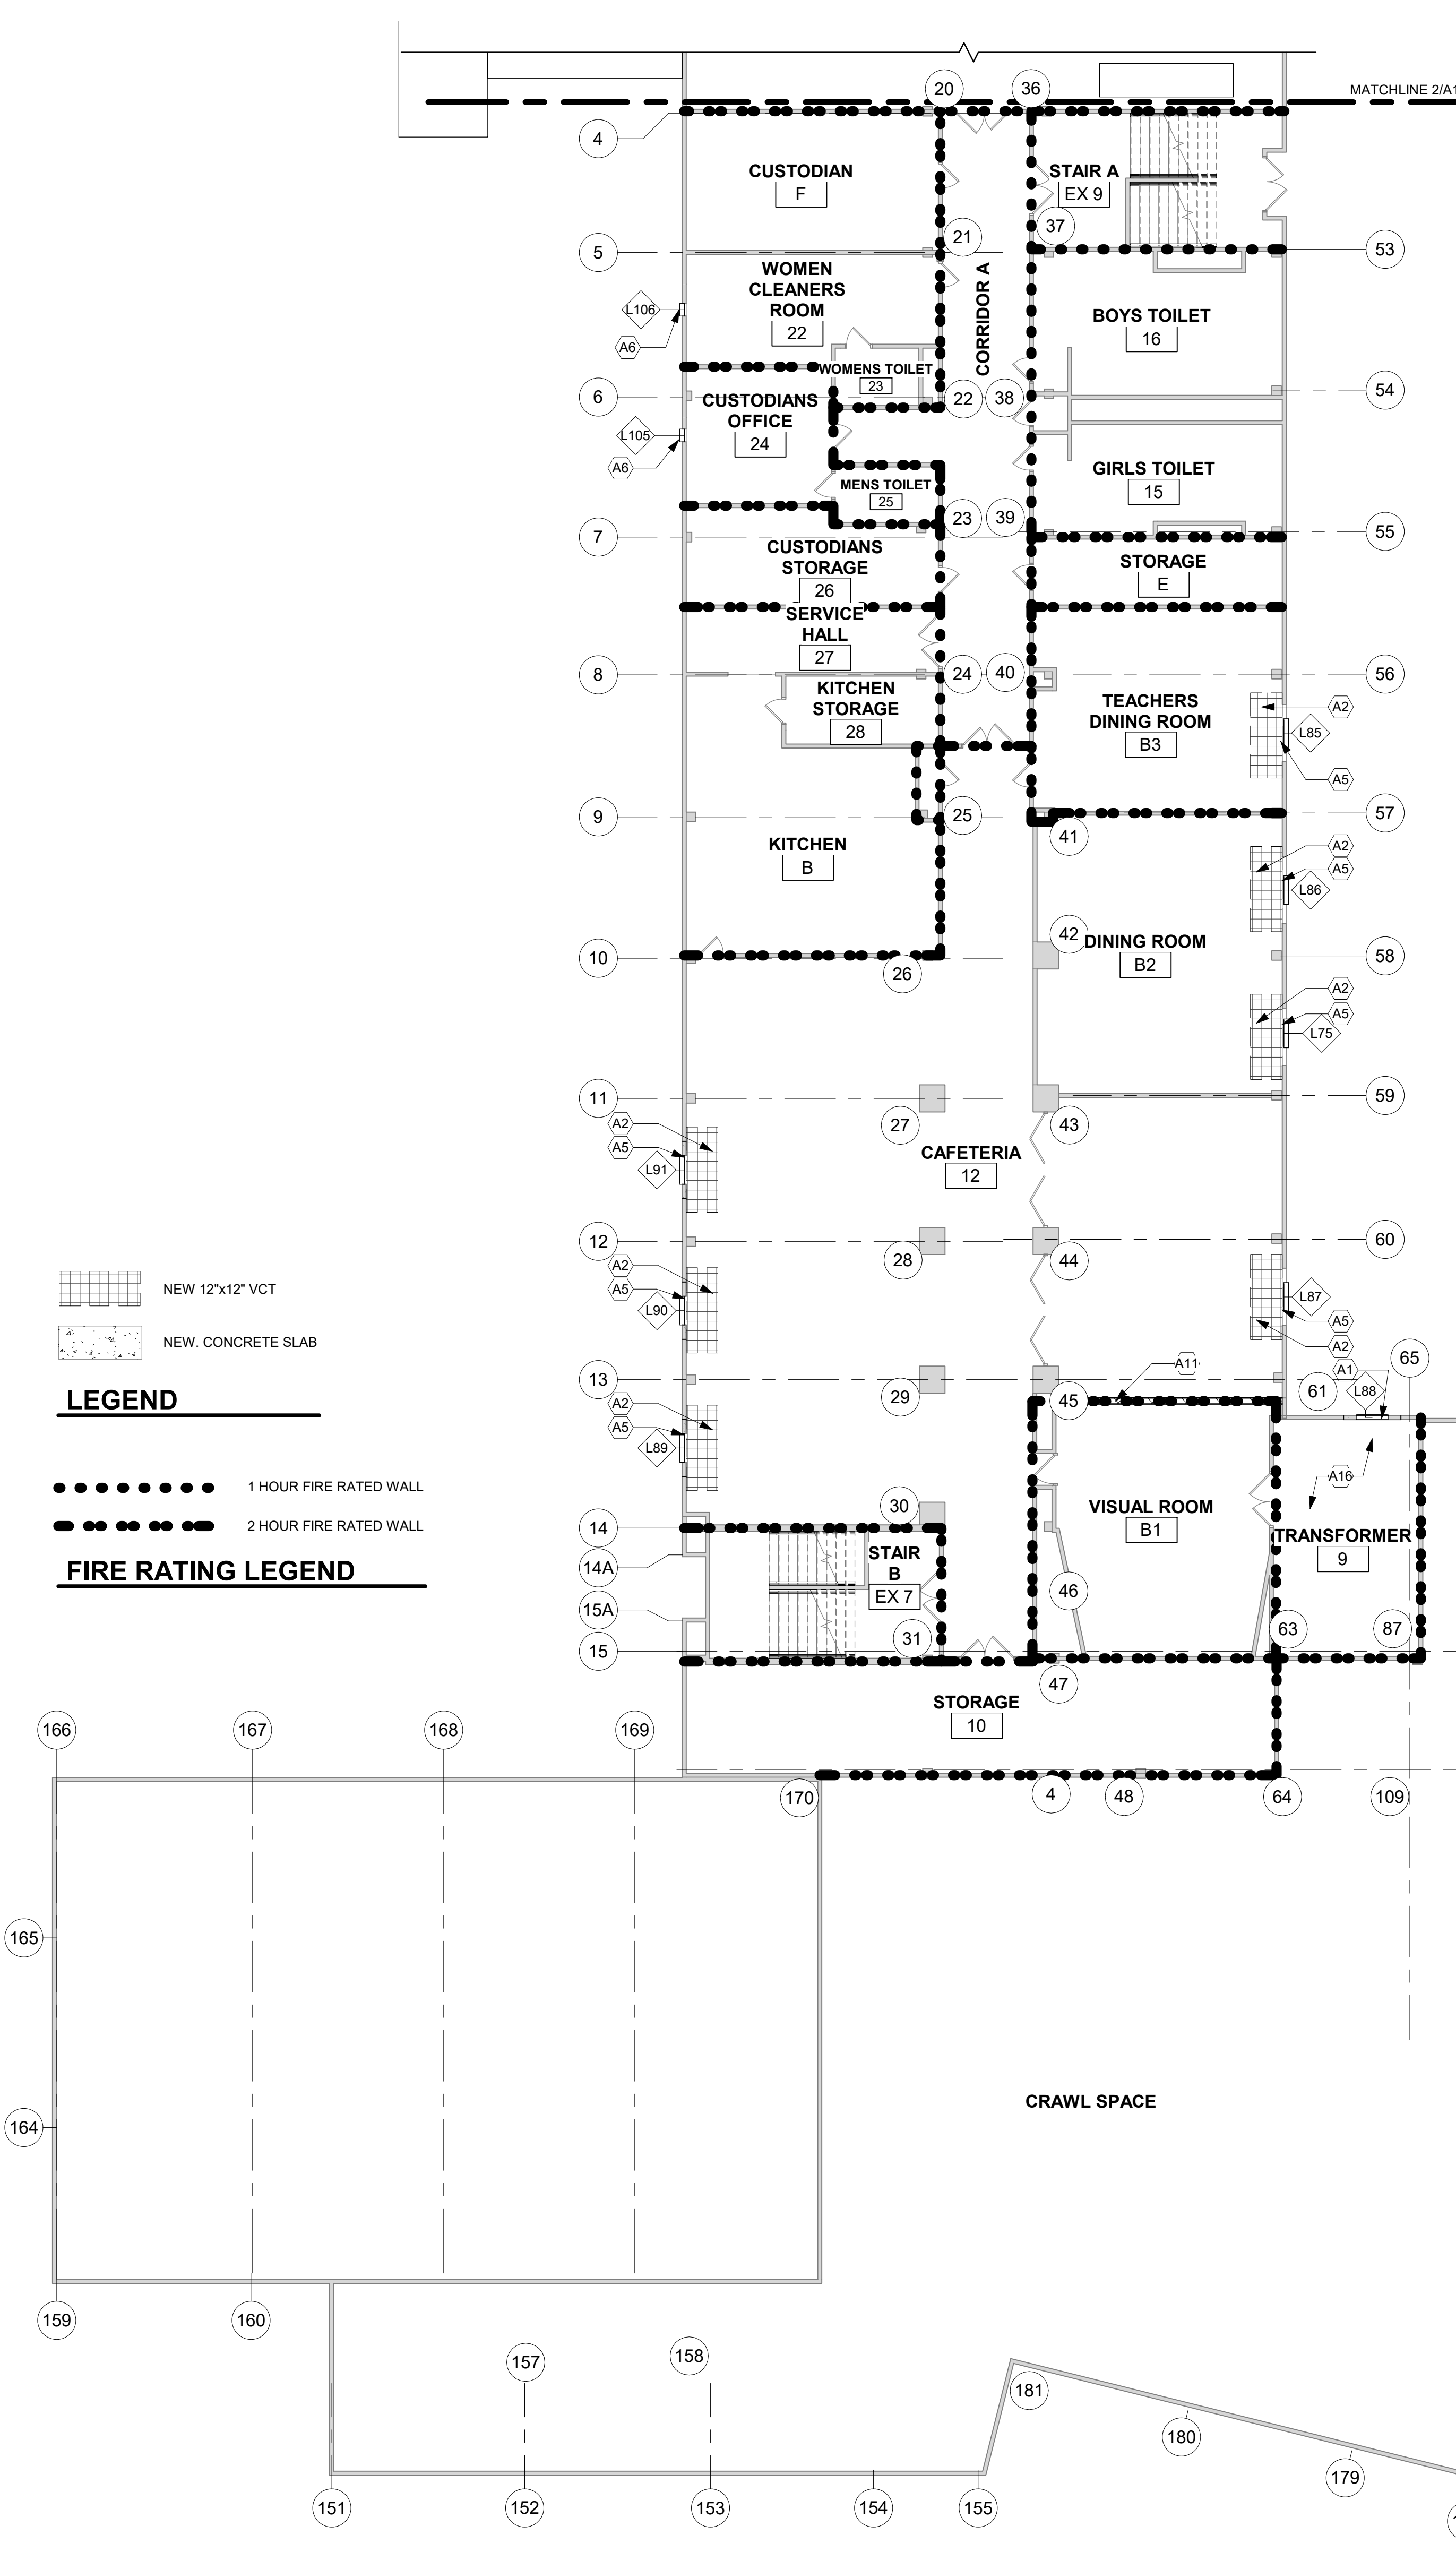 MATCHLINE 2/A1
20
36
4
CUSTODIAN
F
STAIR A
EX 9
37
21
5
53
WOMEN
CLEANERS
ROOM
22
CORRIDOR A
L106
A6
BOYS TOILET
16
WOMENS TOILET
23
6
CUSTODIANS
OFFICE
24
22
38
54
L105
A6
GIRLS TOILET
15
MENS TOILET
25
23
39
7
55
CUSTODIANS
STORAGE
26
STORAGE
E
SERVICE
HALL
27
8
24
40
56
KITCHEN
STORAGE
28
TEACHERS
DINING ROOM
B3
A2
L85
A5
9
25
57
41
KITCHEN
B
A2
A5
L86
42
DINING ROOM
B2
10
26
58
A2
A5
L75
11
59
A2
27
43
A5
L91
CAFETERIA
12
12
60
A2
28
44
A5
L90
L87
A5
A2
NEW 12"x12" VCT
NEW. CONCRETE SLAB
LEGEND
13
A11
A1
65
A2
29
45
61
L88
A5
L89
A16
1 HOUR FIRE RATED WALL
2 HOUR FIRE RATED WALL
FIRE RATING LEGEND
30
VISUAL ROOM
B1
14
TRANSFORMER
9
14A
STAIR
B
EX 7
46
15A
31
63
87
15
47
STORAGE
10
166
167
168
169
170
4
48
64
109
165
CRAWL SPACE
164
159
160
157
158
181
180
179
151
152
153
154
155